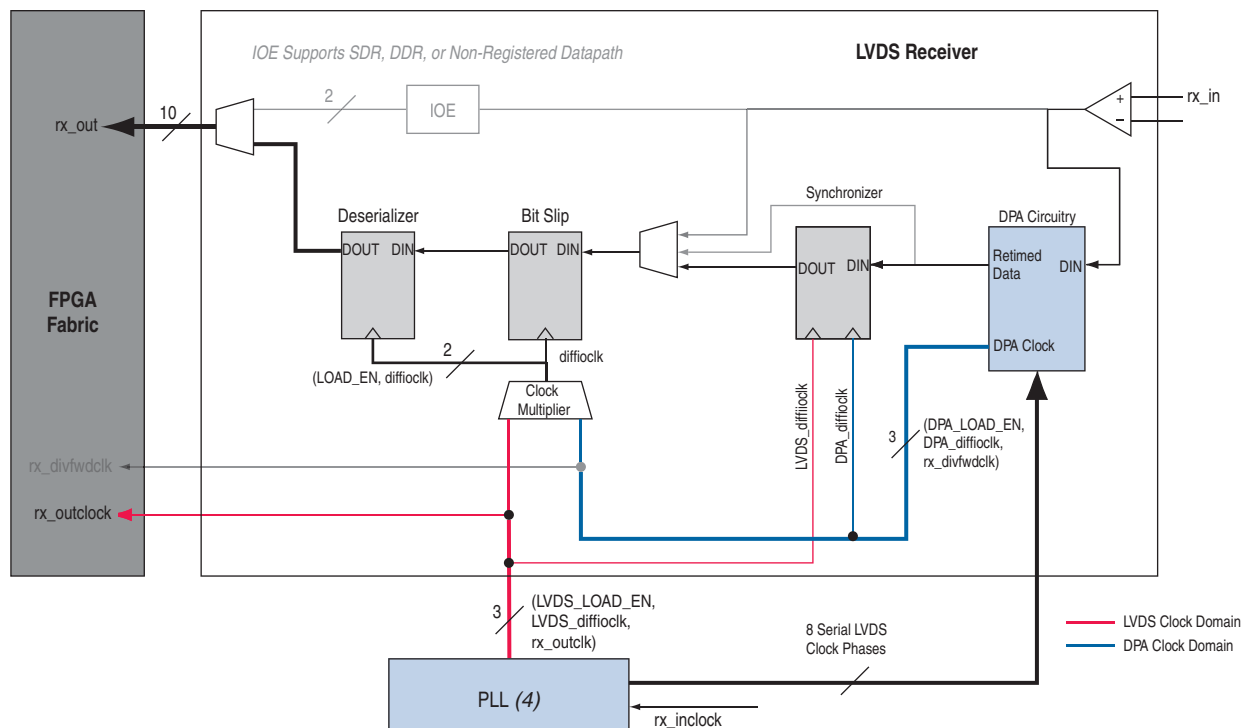 IOE Supports SDR, DDR, or Non-Registered Datapath
LVDS Receiver
2
IOE
+
–
rx_in
10
rx_out
Synchronizer
Deserializer
Bit Slip
DPA Circuitry
DOUT
DIN
DOUT
DIN
DOUT
DIN
Retimed
Data
DIN
DPA Clock
FPGA
Fabric
2
(LOAD_EN, diffioclk)
diffioclk
Clock
Multiplier
LVDS_diffiioclk
DPA_diffioclk
3
(DPA_LOAD_EN,
DPA_diffioclk,
rx_divfwdclk)
rx_divfwdclk
rx_outclock
3
(LVDS_LOAD_EN,
LVDS_diffioclk,
rx_outclk)
8 Serial LVDS
Clock Phases
LVDS Clock Domain
DPA Clock Domain
PLL (4)
rx_inclock